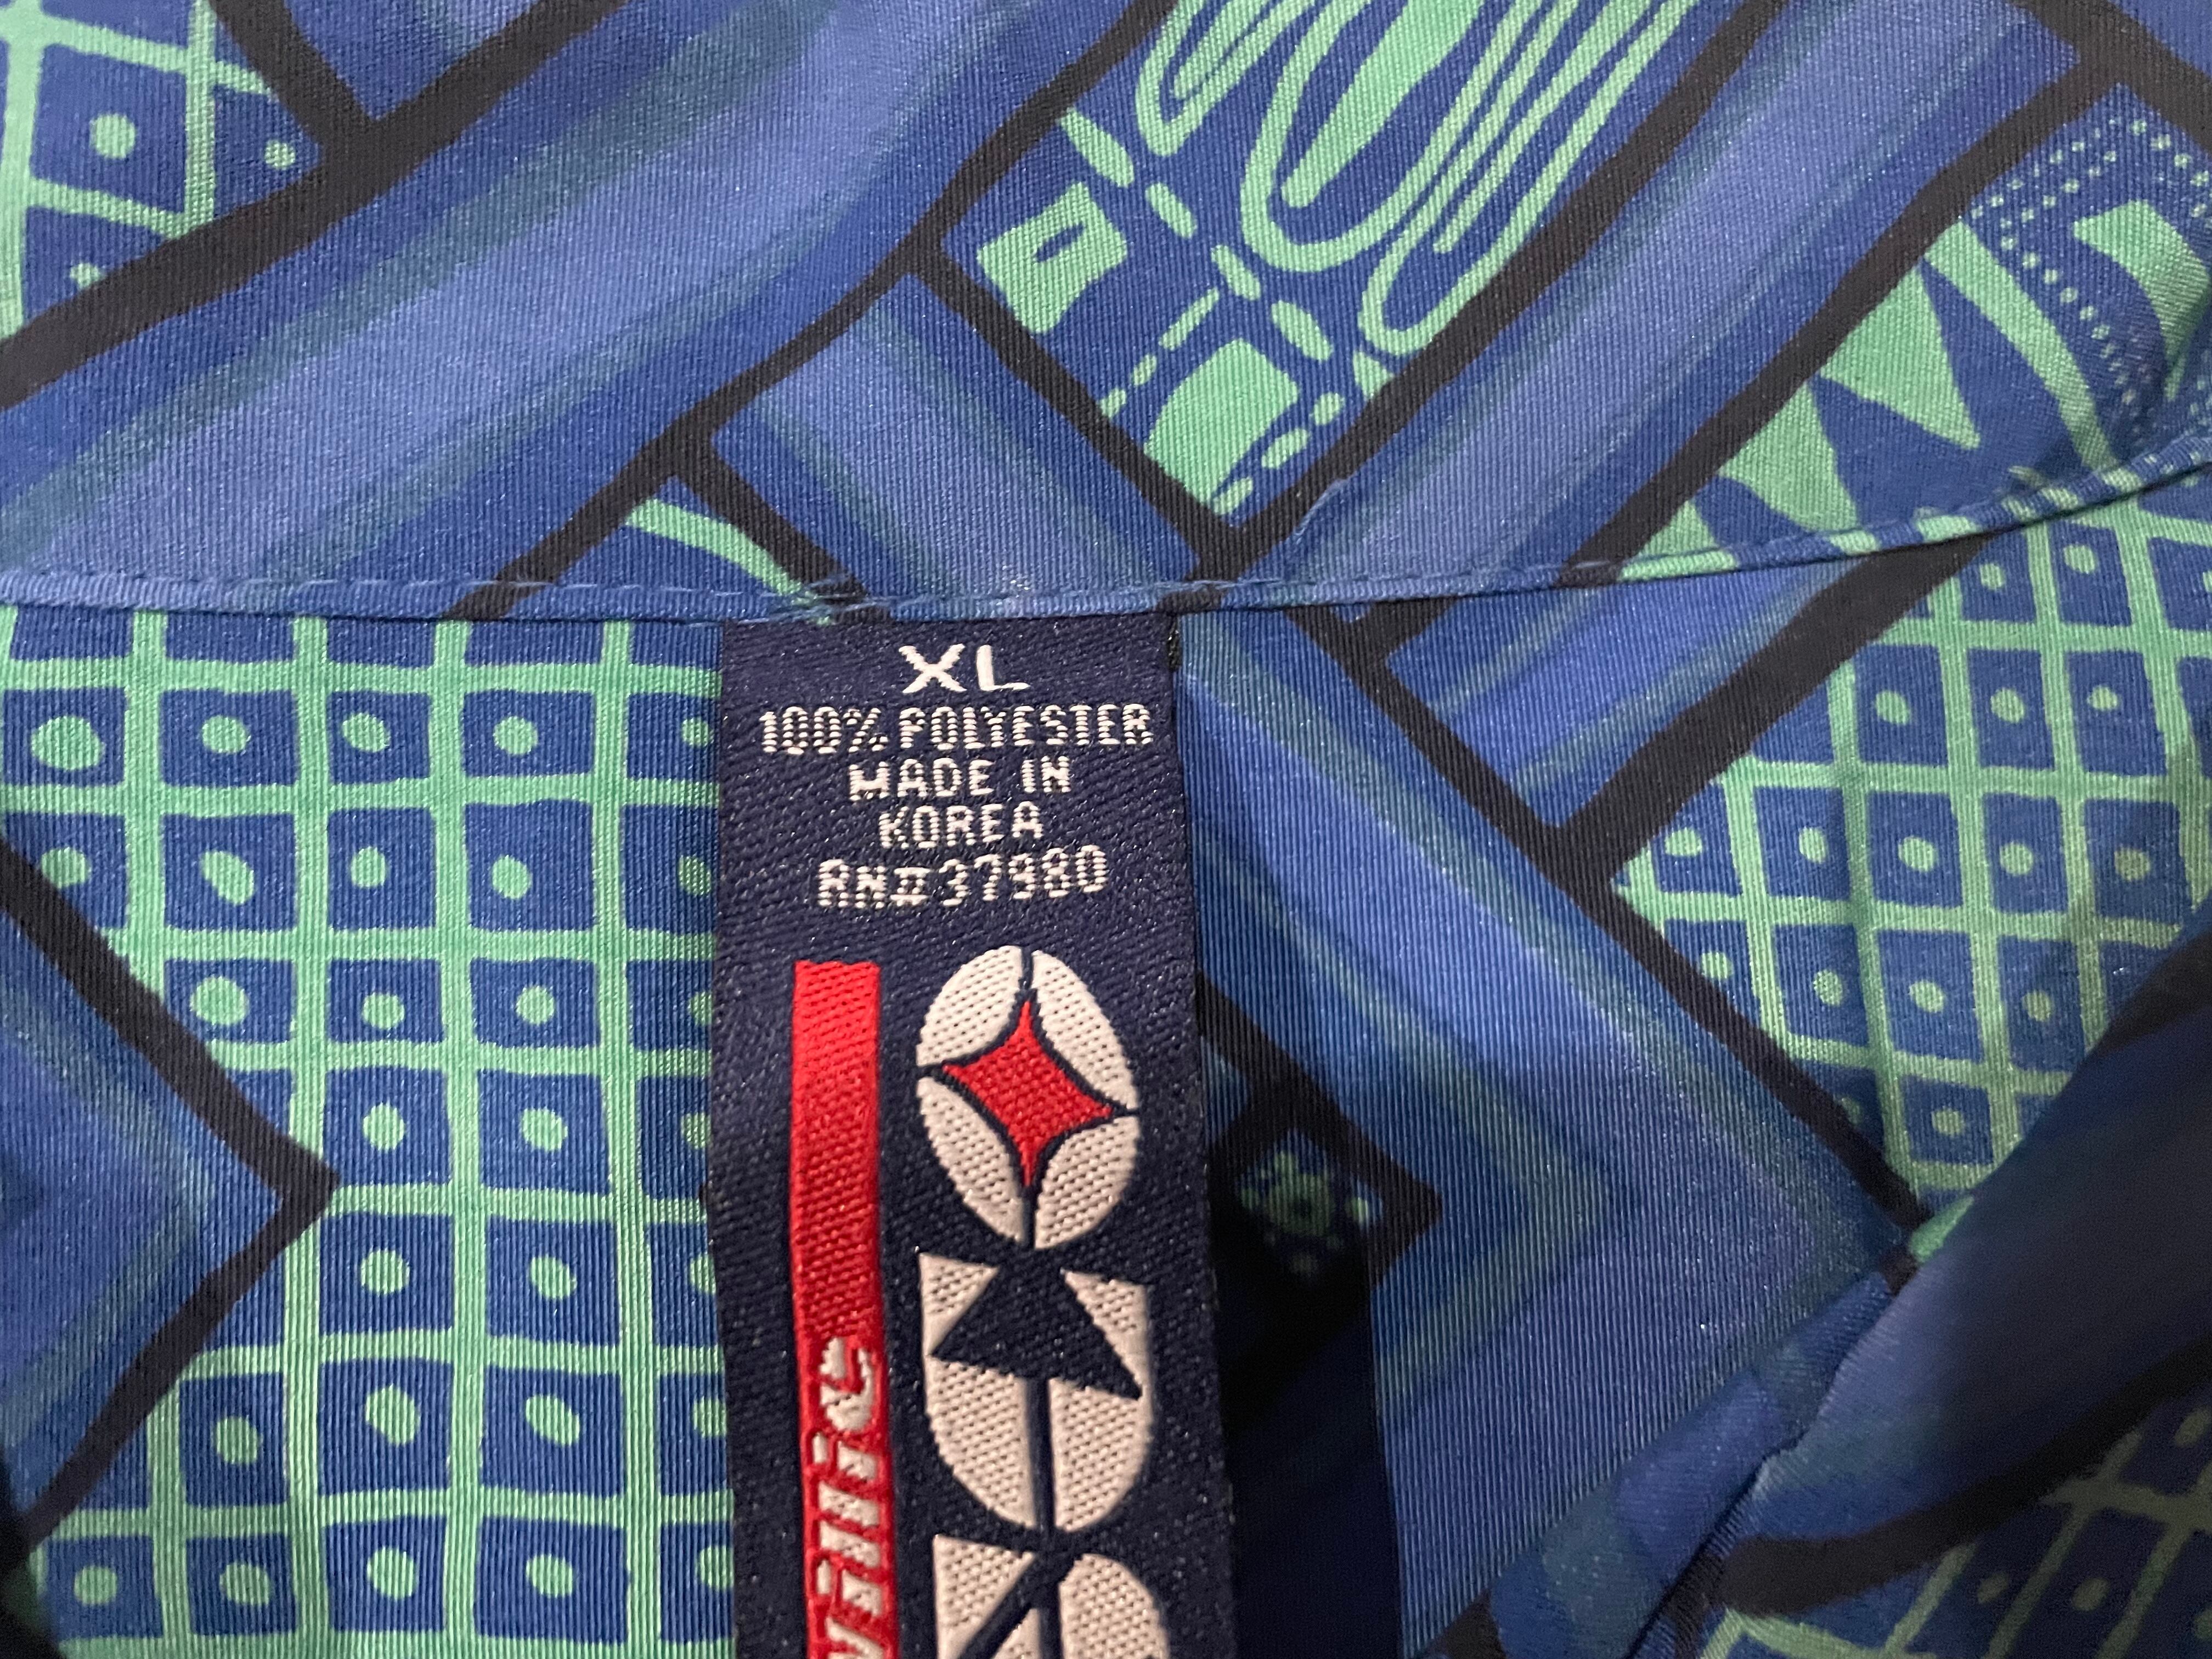 XL
100% POLYESTER
MADE IN
KOREA
RN#37980